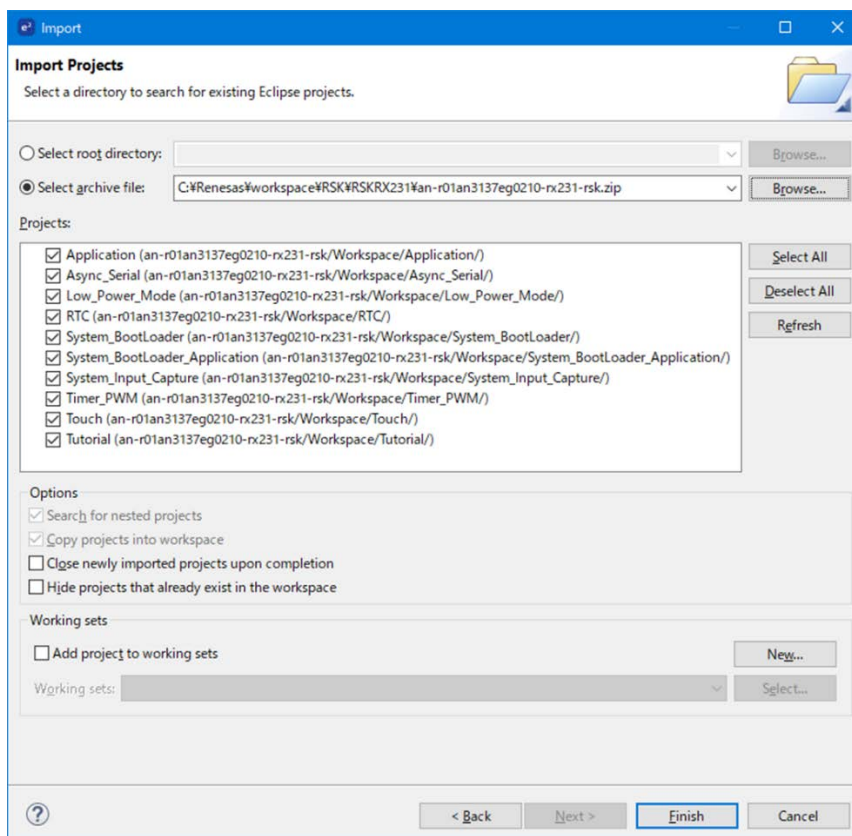 e² Import
Import Projects
Select a directory to search for existing Eclipse projects.
Select root directory:
Browse...
Select archive file:
C:¥Renesas¥workspace¥RSK¥RSKRX231¥an-r01an3137eg0210-rx231-rsk.zip
Browse...
Projects:
Application (an-r01an3137eg0210-rx231-rsk/Workspace/Application/)
Async_Serial (an-r01an3137eg0210-rx231-rsk/Workspace/Async_Serial/)
Low_Power_Mode (an-r01an3137eg0210-rx231-rsk/Workspace/Low_Power_Mode/)
RTC (an-r01an3137eg0210-rx231-rsk/Workspace/RTC/)
System_BootLoader (an-r01an3137eg0210-rx231-rsk/Workspace/System_BootLoader/)
System_BootLoader_Application (an-r01an3137eg0210-rx231-rsk/Workspace/System_BootLoader_Application/)
System_Input_Capture (an-r01an3137eg0210-rx231-rsk/Workspace/System_Input_Capture/)
Timer_PWM (an-r01an3137eg0210-rx231-rsk/Workspace/Timer_PWM/)
Touch (an-r01an3137eg0210-rx231-rsk/Workspace/Touch/)
Tutorial (an-r01an3137eg0210-rx231-rsk/Workspace/Tutorial/)
Select All
Deselect All
Refresh
Options
Search for nested projects
Copy projects into workspace
Close newly imported projects upon completion
Hide projects that already exist in the workspace
Working sets
Add project to working sets
New...
Working sets:
Select...
?
< Back
Next >
Finish
Cancel